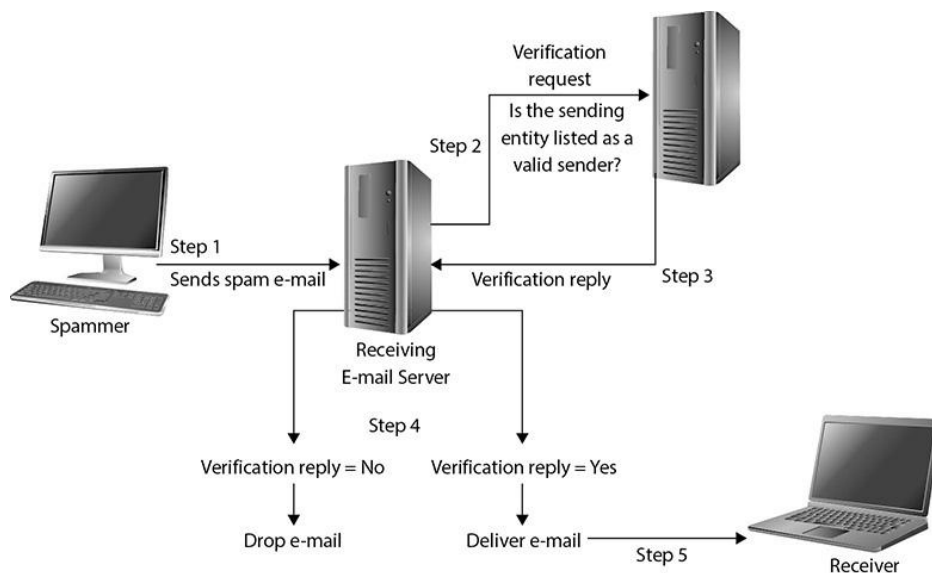 Verification
request
Is the sending
entity listed as a
valid sender?
Step 2
Step 1
Sends spam e-mail
Verification reply
Step 3
Spammer
Receiving
E-mail Server
Step 4
Verification reply = No
Verification reply = Yes
Drop e-mail
Deliver e-mail
Step 5
Receiver